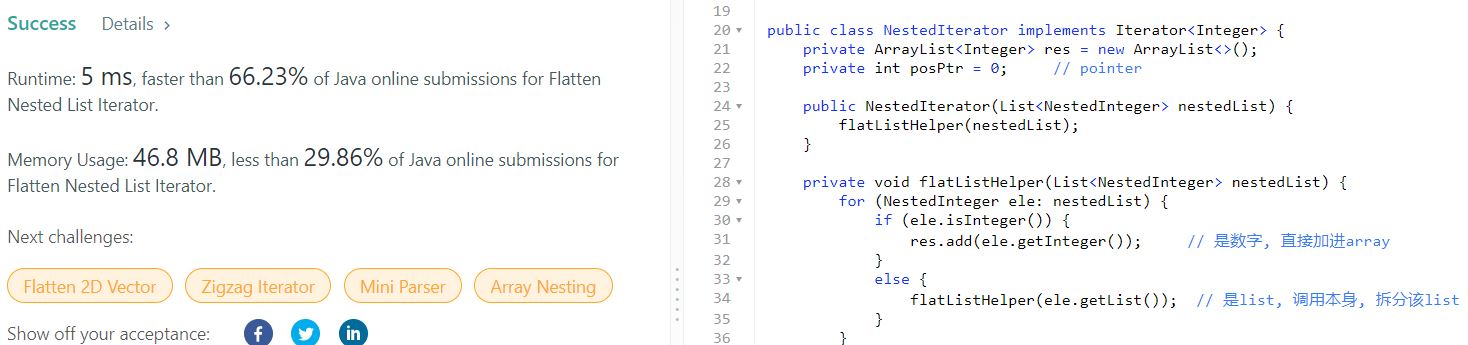 Success Details >
Runtime: 5 ms, faster than 66.23% of Java online submissions for Flatten
Nested List Iterator.
Memory Usage: 46.8 MB, less than 29.86% of Java online submissions for
Flatten Nested List Iterator.
Next challenges:
Flatten 2D Vector Zigzag Iterator Mini Parser Array Nesting
Show off your acceptance: f in
19
20 public class NestedIterator implements Iterator<Integer> {
21 private ArrayList<Integer> res = new ArrayList<>();
22 private int posPtr = 0; // pointer
23
24 public NestedIterator(List<NestedInteger> nestedList) {
25 flatListHelper(nestedList);
26 }
27
28 private void flatListHelper(List<NestedInteger> nestedList) {
29 for (NestedInteger ele: nestedList) {
30 if (ele.isInteger()) {
31 res.add(ele.getInteger()); // 是数字, 直接加进array
32 }
33 else {
34 flatListHelper(ele.getList()); // 是list, 调用本身, 拆分该list
35 }
36 }